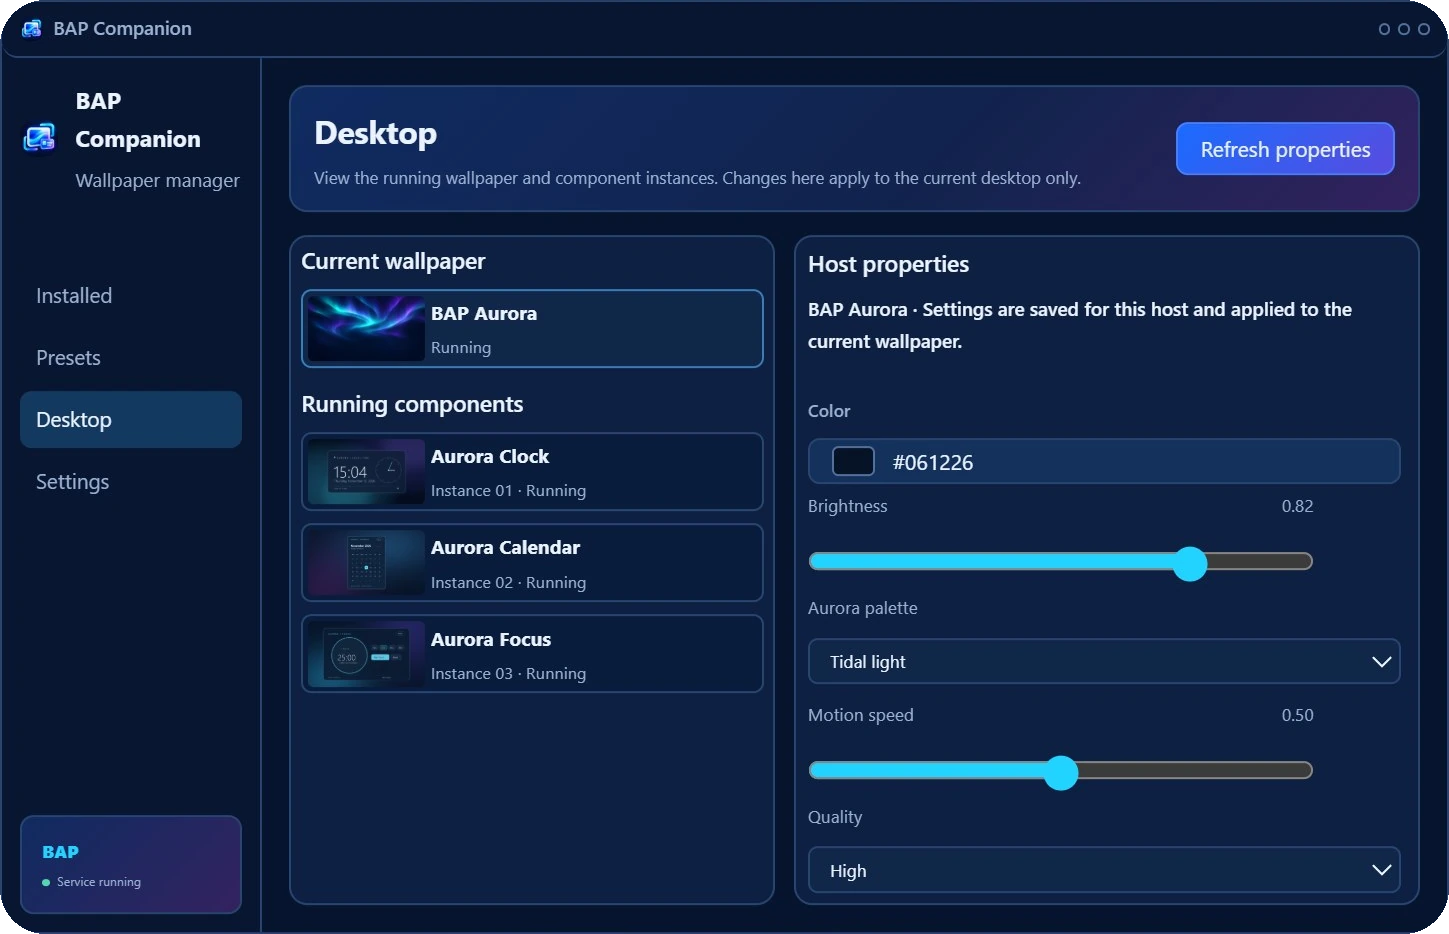 BAP Companion
BAP
Companion
Wallpaper manager
Installed
Presets
Desktop
Settings
BAP
Service running
Desktop
View the running wallpaper and component instances. Changes here apply to the current desktop only.
Refresh properties
Current wallpaper
BAP Aurora
Running
Running components
15:04
Aurora Clock
Instance 01 · Running
Aurora Calendar
Instance 02 · Running
25:00
Aurora Focus
Instance 03 · Running
Host properties
BAP Aurora · Settings are saved for this host and applied to the
current wallpaper.
Color
#061226
Brightness 0.82
Aurora palette
Tidal light
Motion speed 0.50
Quality
High